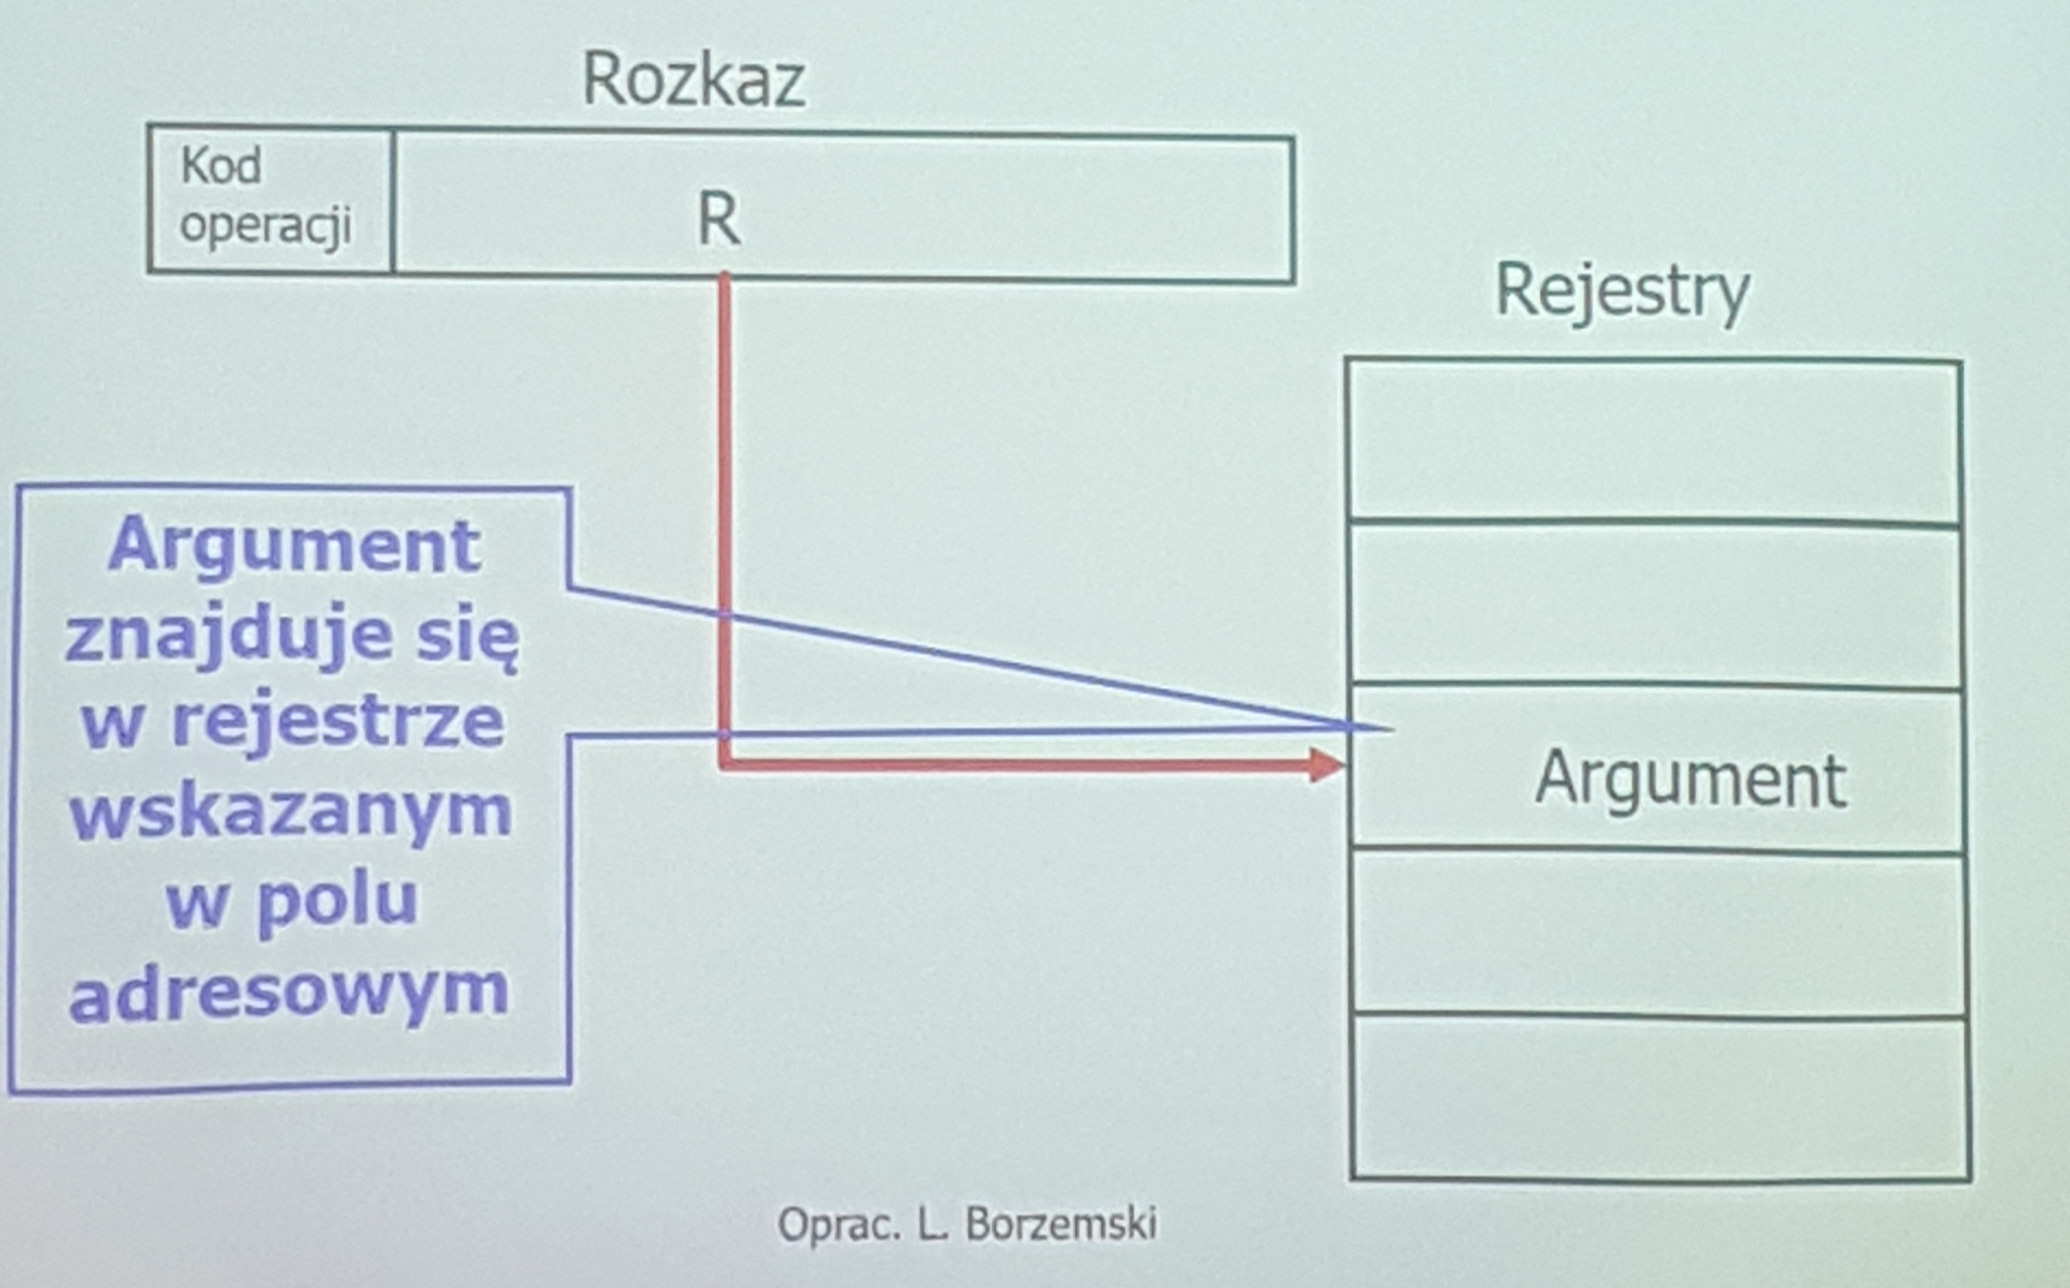 Rozkaz
Kod
operacji
R
Rejestry
Argument
znajduje się
w rejestrze
wskazanym
w polu
adresowym
Argument
Oprac. L. Borzemski